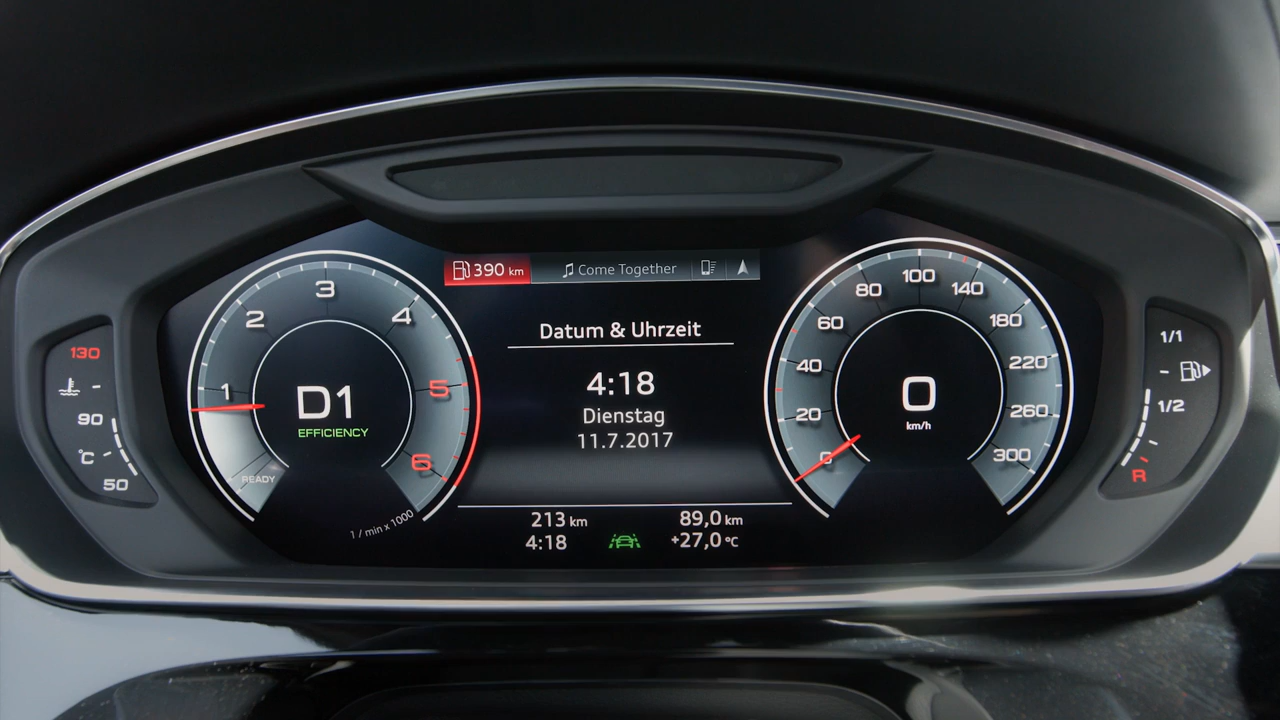 390 km
Come Together
130
90
°C
50
1
2
3
4
5
6
D1
EFFICIENCY
READY
1 / min x 1000
Datum & Uhrzeit
4:18
Dienstag
11.7.2017
213 km
89,0 km
4:18
+27,0 °C
0
20
40
60
80
100
140
180
220
260
300
0
km/h
1/1
1/2
R